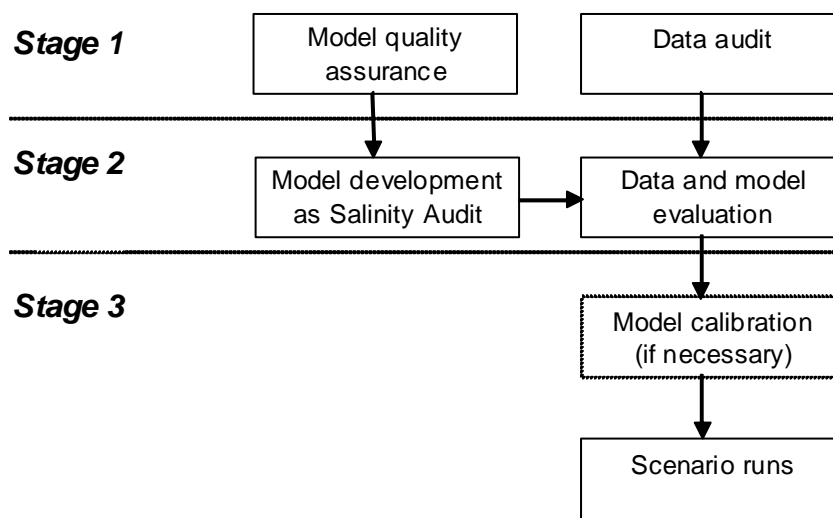 Stage 1
Model quality
assurance
Data audit
Stage 2
Model development
as Salinity Audit
Data and model
evaluation
Stage 3
Model calibration
(if necessary)
Scenario runs